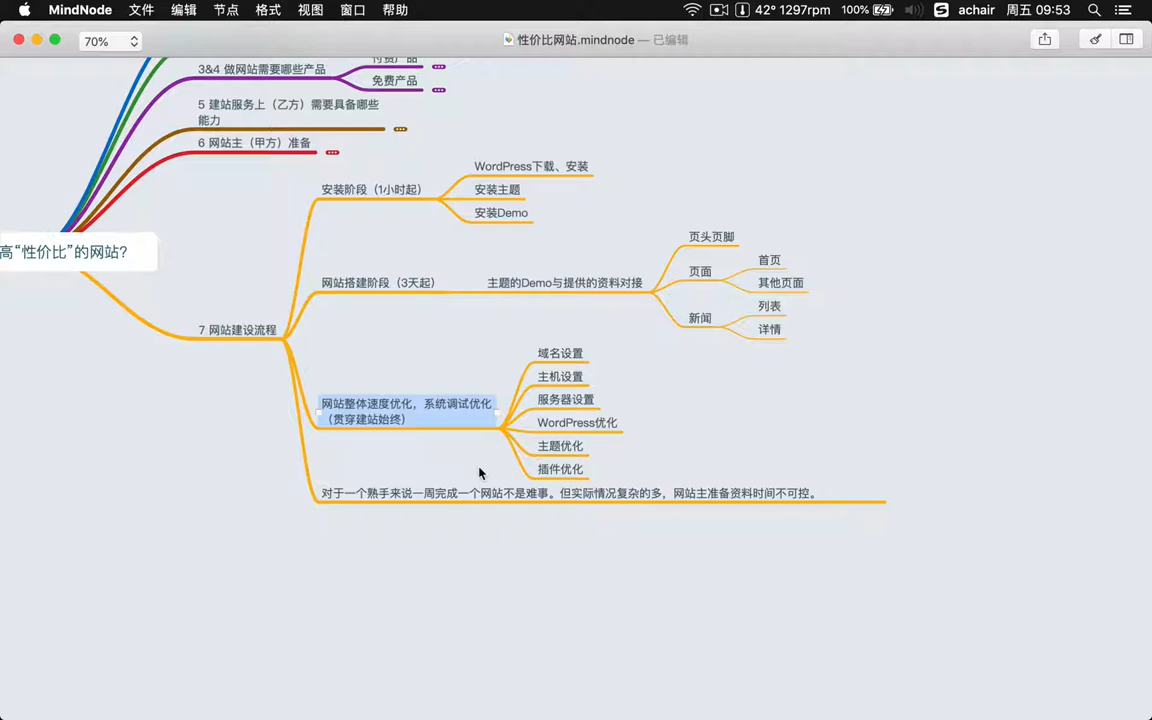 MindNode 文件 编辑 节点 格式 视图 窗口 帮助 42° 1297rpm 100% achair 周五 09:53
70% 性价比网站.mindnode — 已编辑
付费产品
3&4 做网站需要哪些产品
免费产品
5 建站服务上（乙方）需要具备哪些
能力
6 网站主（甲方）准备
WordPress下载、安装
安装阶段（1小时起）
安装主题
安装Demo
页头页脚
高“性价比”的网站?
首页
页面
网站搭建阶段（3天起） 主题的Demo与提供的资料对接
其他页面
列表
新闻
详情
7 网站建设流程
域名设置
主机设置
网站整体速度优化，系统调试优化
（贯穿建站始终）
服务器设置
WordPress优化
主题优化
插件优化
对于一个熟手来说一周完成一个网站不是难事。但实际情况复杂的多，网站主准备资料时间不可控。